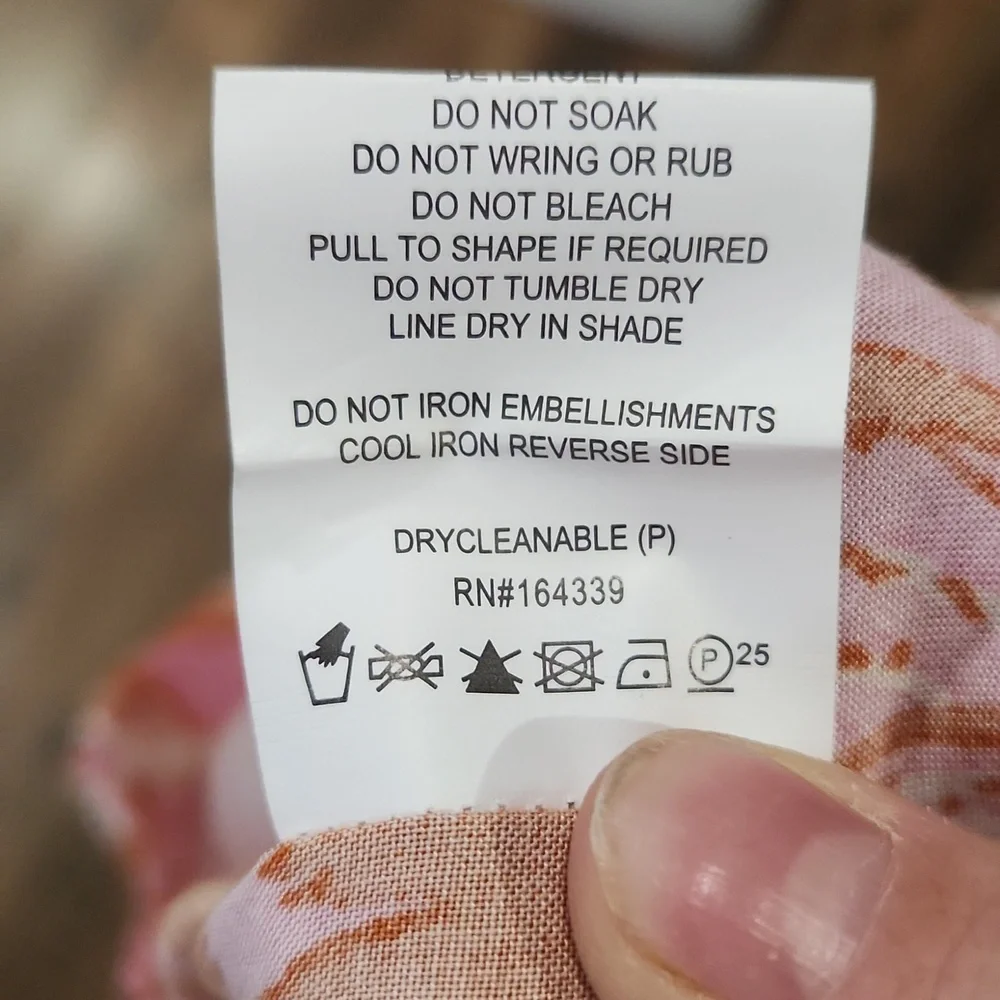 DETERGENT
DO NOT SOAK
DO NOT WRING OR RUB
DO NOT BLEACH
PULL TO SHAPE IF REQUIRED
DO NOT TUMBLE DRY
LINE DRY IN SHADE
DO NOT IRON EMBELLISHMENTS
COOL IRON REVERSE SIDE
DRYCLEANABLE (P)
RN#164339
P 25